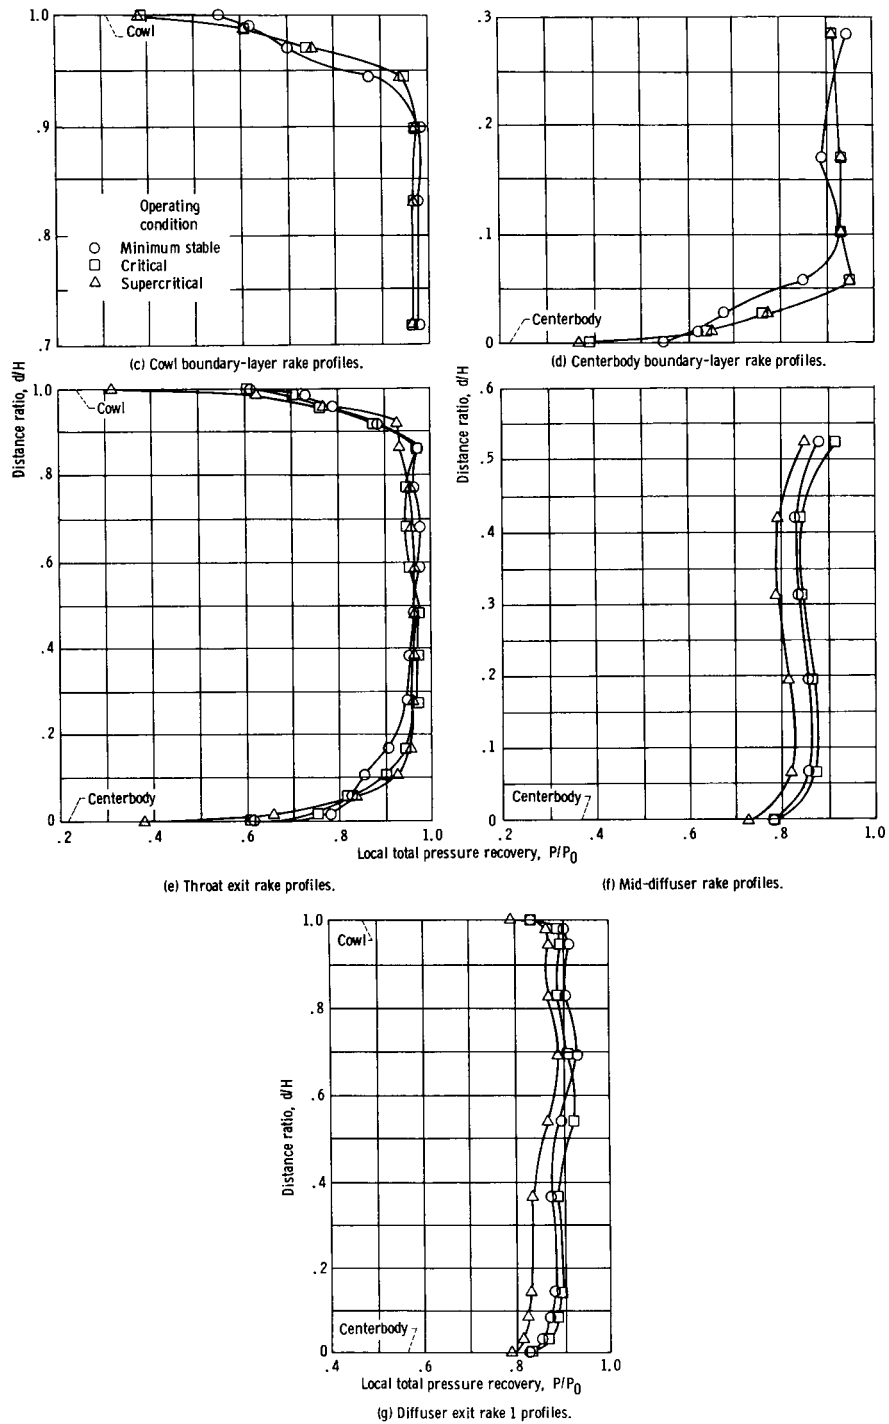 1.0
Cowl
.9
Operating
condition
Minimum stable
Critical
Supercritical
.8
.7
(c) Cowl boundary-layer rake profiles.
.3
.2
.1
Centerbody
0
(d) Centerbody boundary-layer rake profiles.
Distance ratio, d/H
1.0
Cowl
.8
.6
.4
.2
Centerbody
0
.2 .4 .6 .8 1.0
(e) Throat exit rake profiles.
Distance ratio, d/H
.6
.5
.4
.3
.2
.1
Centerbody
0
.2 .4 .6 .8 1.0
Local total pressure recovery, P/P0
(f) Mid-diffuser rake profiles.
Distance ratio, d/H
1.0
Cowl
.8
.6
.4
.2
Centerbody
0
.4 .6 .8 1.0
Local total pressure recovery, P/P0
(g) Diffuser exit rake 1 profiles.